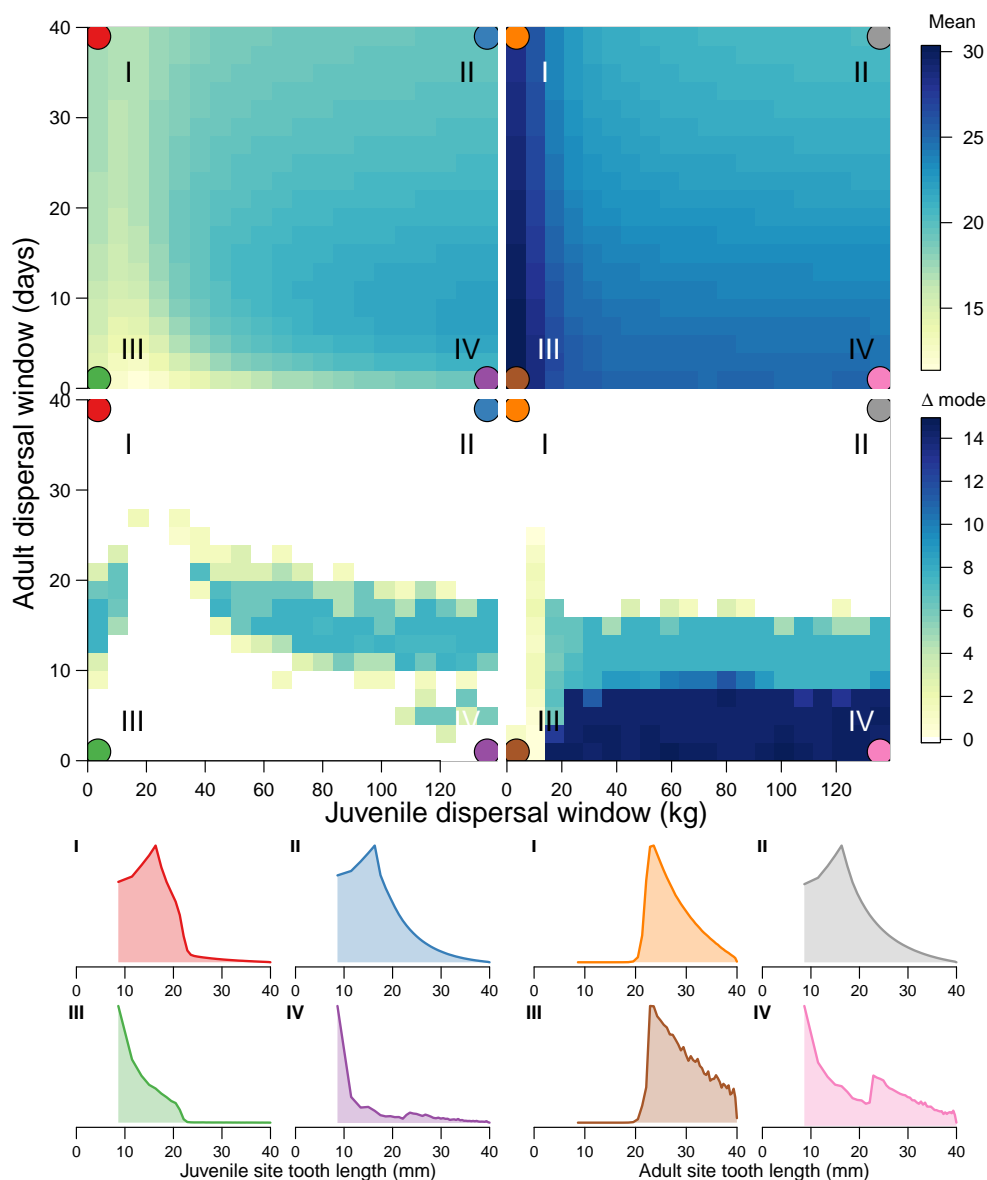 Mean
40
I
II
I
II
30
30
25
20
20
10
15
III
IV
III
IV
0
Adult dispersal window (days)
Δ mode
40
I
II
I
II
14
12
30
10
8
20
6
4
10
2
III
IV
III
IV
0
0
0 20 40 60 80 100 120 0 20 40 60 80 120
Juvenile dispersal window (kg)
I II I II
0 10 20 30 40 0 10 20 30 40 0 10 20 30 40 0 10 20 30 40
III IV III IV
0 10 20 30 40 0 10 20 30 40 0 10 20 30 40 0 10 20 30 40
Juvenile site tooth length (mm) Adult site tooth length (mm)